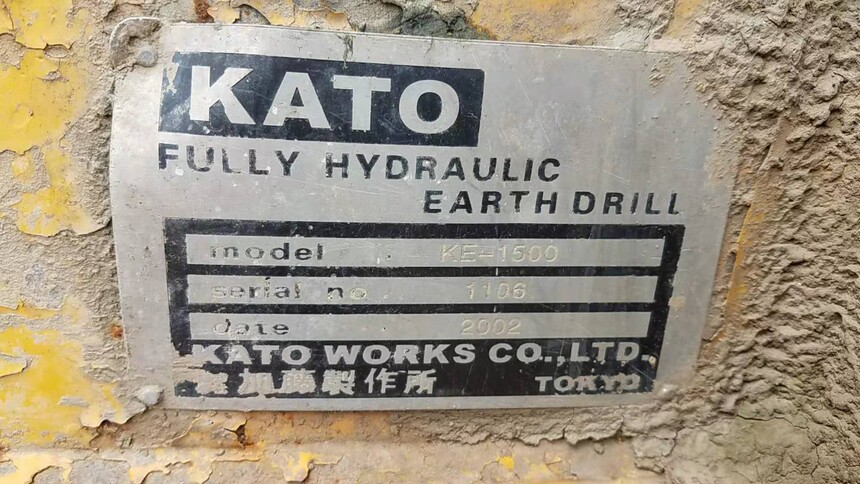 KATO
FULLY HYDRAULIC
EARTH DRILL
model KE-1500
serial no 1106
date 2002
KATO WORKS CO.,LTD.
加藤製作所 TOKYO